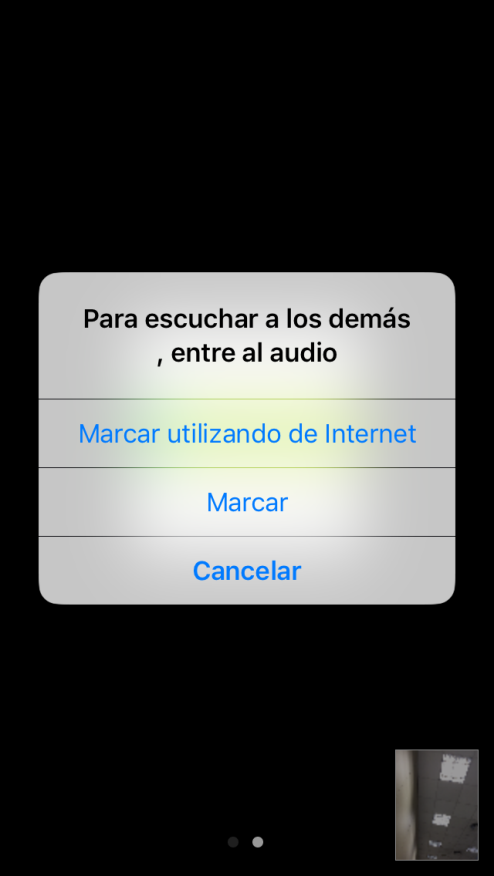 Para escuchar a los demás
, entre al audio
Marcar utilizando de Internet
Marcar
Cancelar